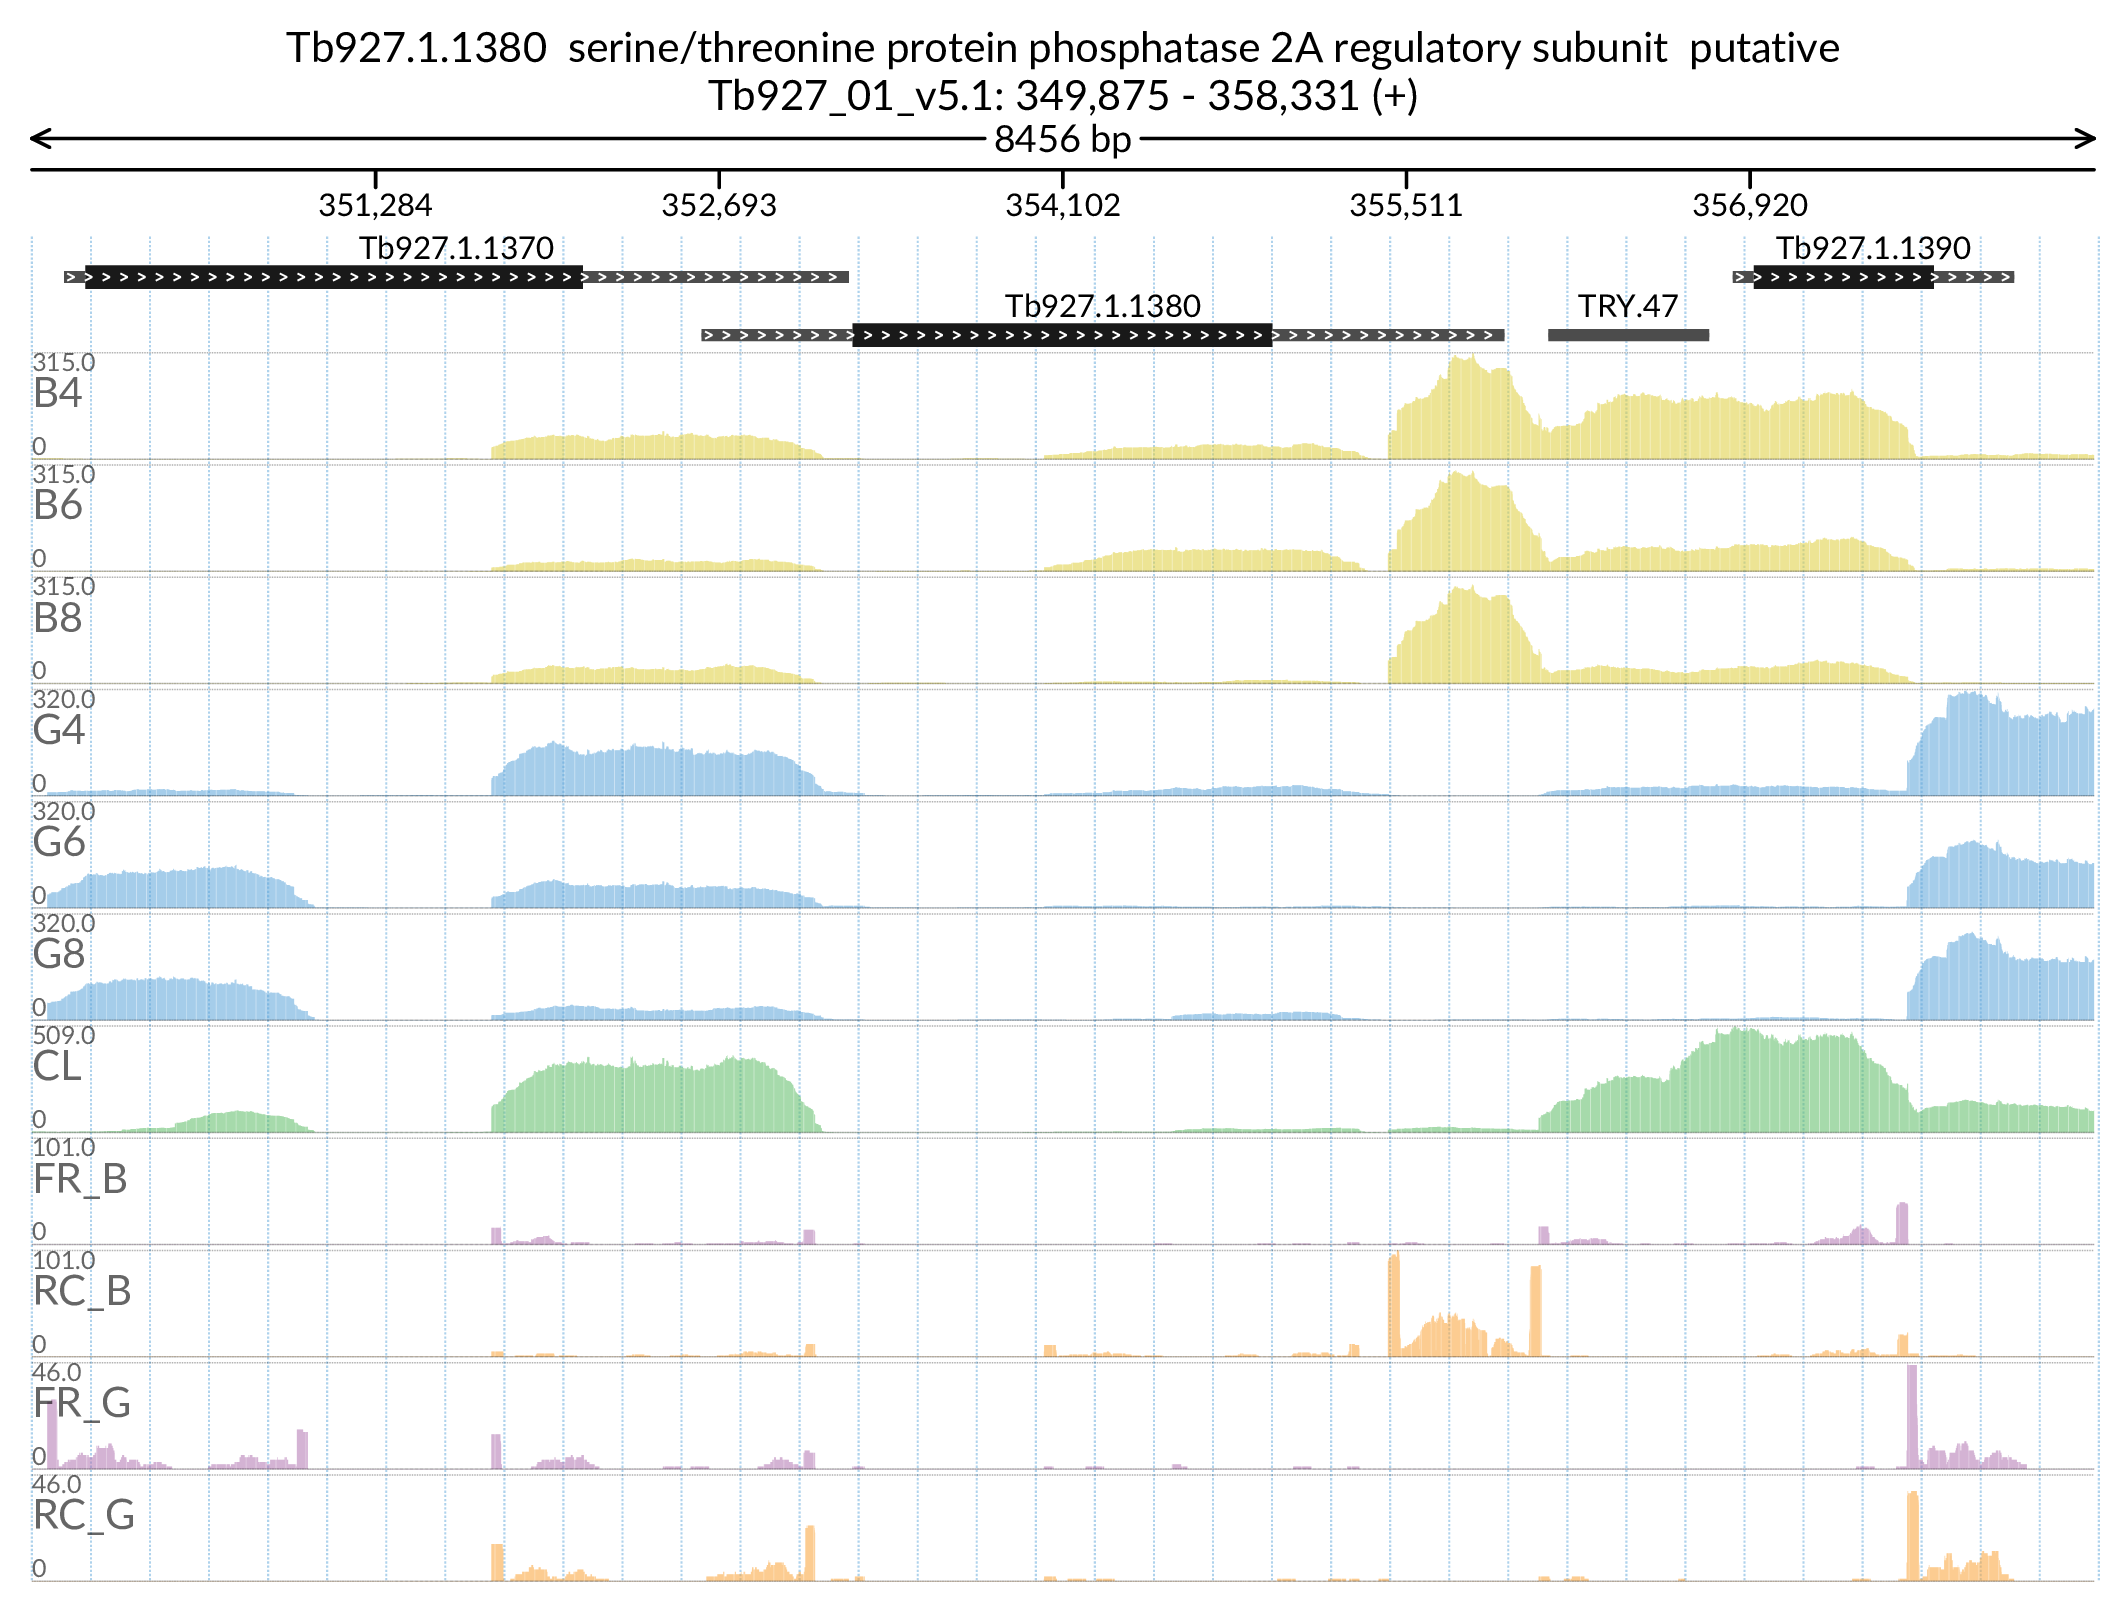 Tb927.1.1380  serine/threonine protein phosphatase 2A regulatory subunit  putative
Tb927_01_v5.1: 349,875 - 358,331 (+)
8456 bp
351,284 352,693 354,102 355,511 356,920
Tb927.1.1370 Tb927.1.1390
Tb927.1.1380 TRY.47
315.0
B4
0
315.0
B6
0
315.0
B8
0
320.0
G4
0
320.0
G6
0
320.0
G8
0
509.0
CL
0
101.0
FR_B
0
101.0
RC_B
0
46.0
FR_G
0
46.0
RC_G
0